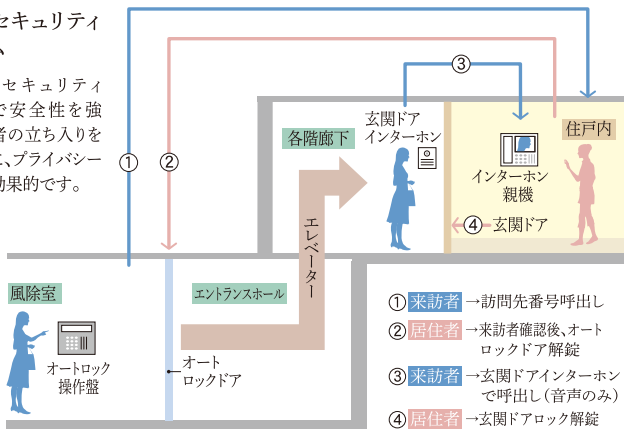 セキュリティ
セキュリティ
で安全性を強
者の立ち入りを
に、プライバシー
効果的です。
①
②
③
各階廊下
玄関ドア
インターホン
住戸内
インターホン
親機
④ 玄関ドア
エレベーター
風除室
エントランスホール
オートロック
操作盤
オート
ロックドア
① 来訪者 →訪問先番号呼出し
② 居住者 →来訪者確認後、オート
ロックドア解錠
③ 来訪者 →玄関ドアインターホン
で呼出し（音声のみ）
④ 居住者 →玄関ドアロック解錠